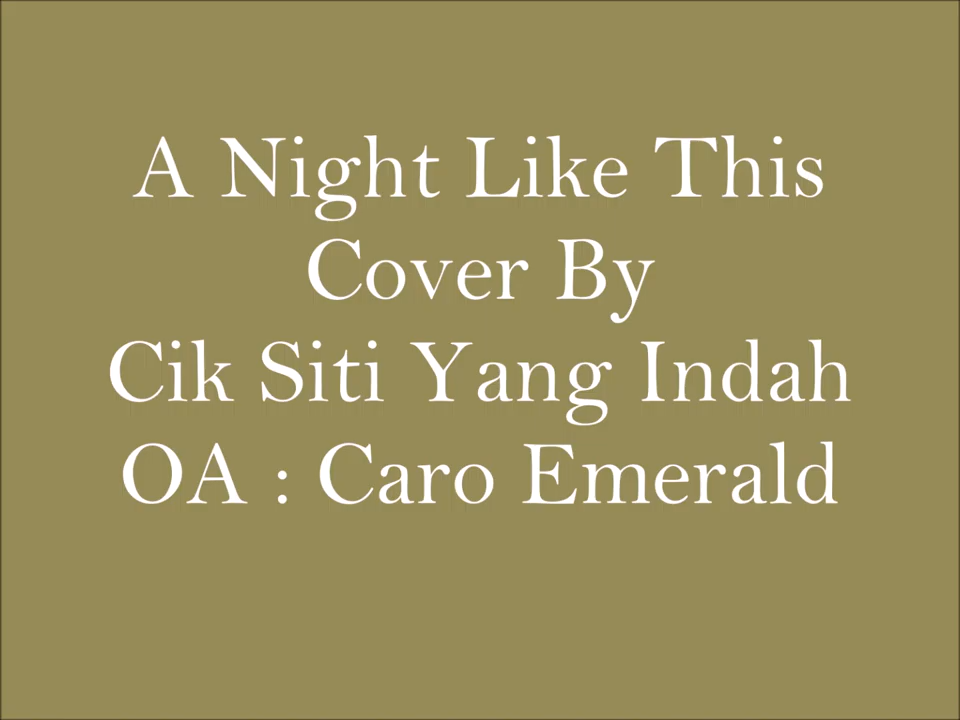 A Night Like This
Cover By
Cik Siti Yang Indah
OA : Caro Emerald